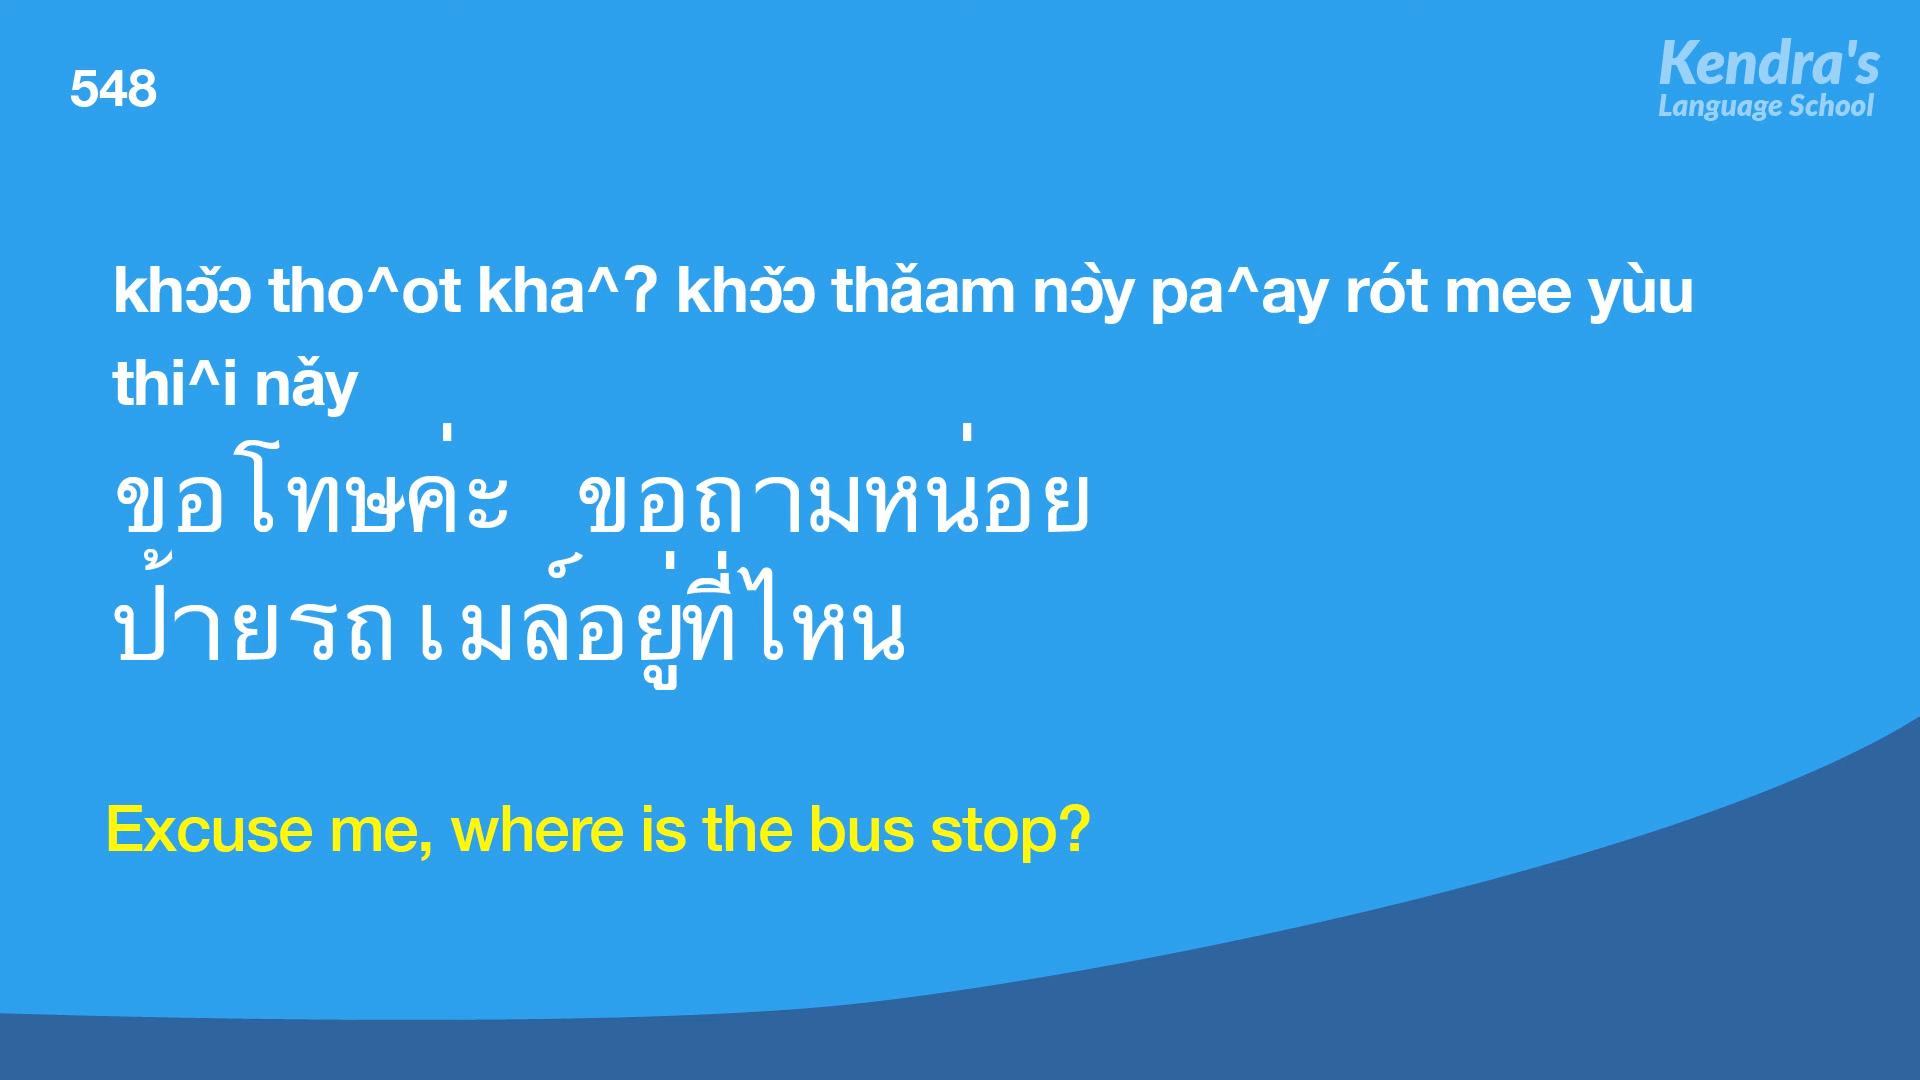 548
Kendra's
Language School
khɔ̌ɔ tho^ot kha^ʔ khɔ̌ɔ thǎam nɔ̀y pa^ay rót mee yùu
thi^i nǎy
ขอโทษค่ะ ขอถามหน่อย
ป้ายรถเมล์อยู่ที่ไหน
Excuse me, where is the bus stop?